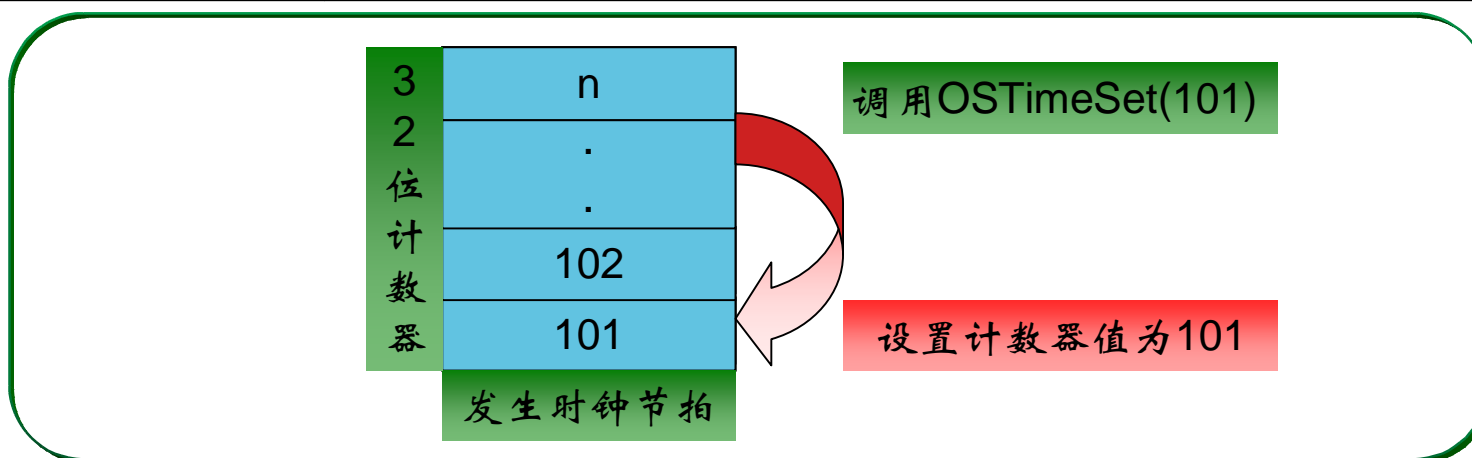 32位计数器
n
.
.
102
101
发生时钟节拍
调用OSTimeSet(101)
设置计数器值为101